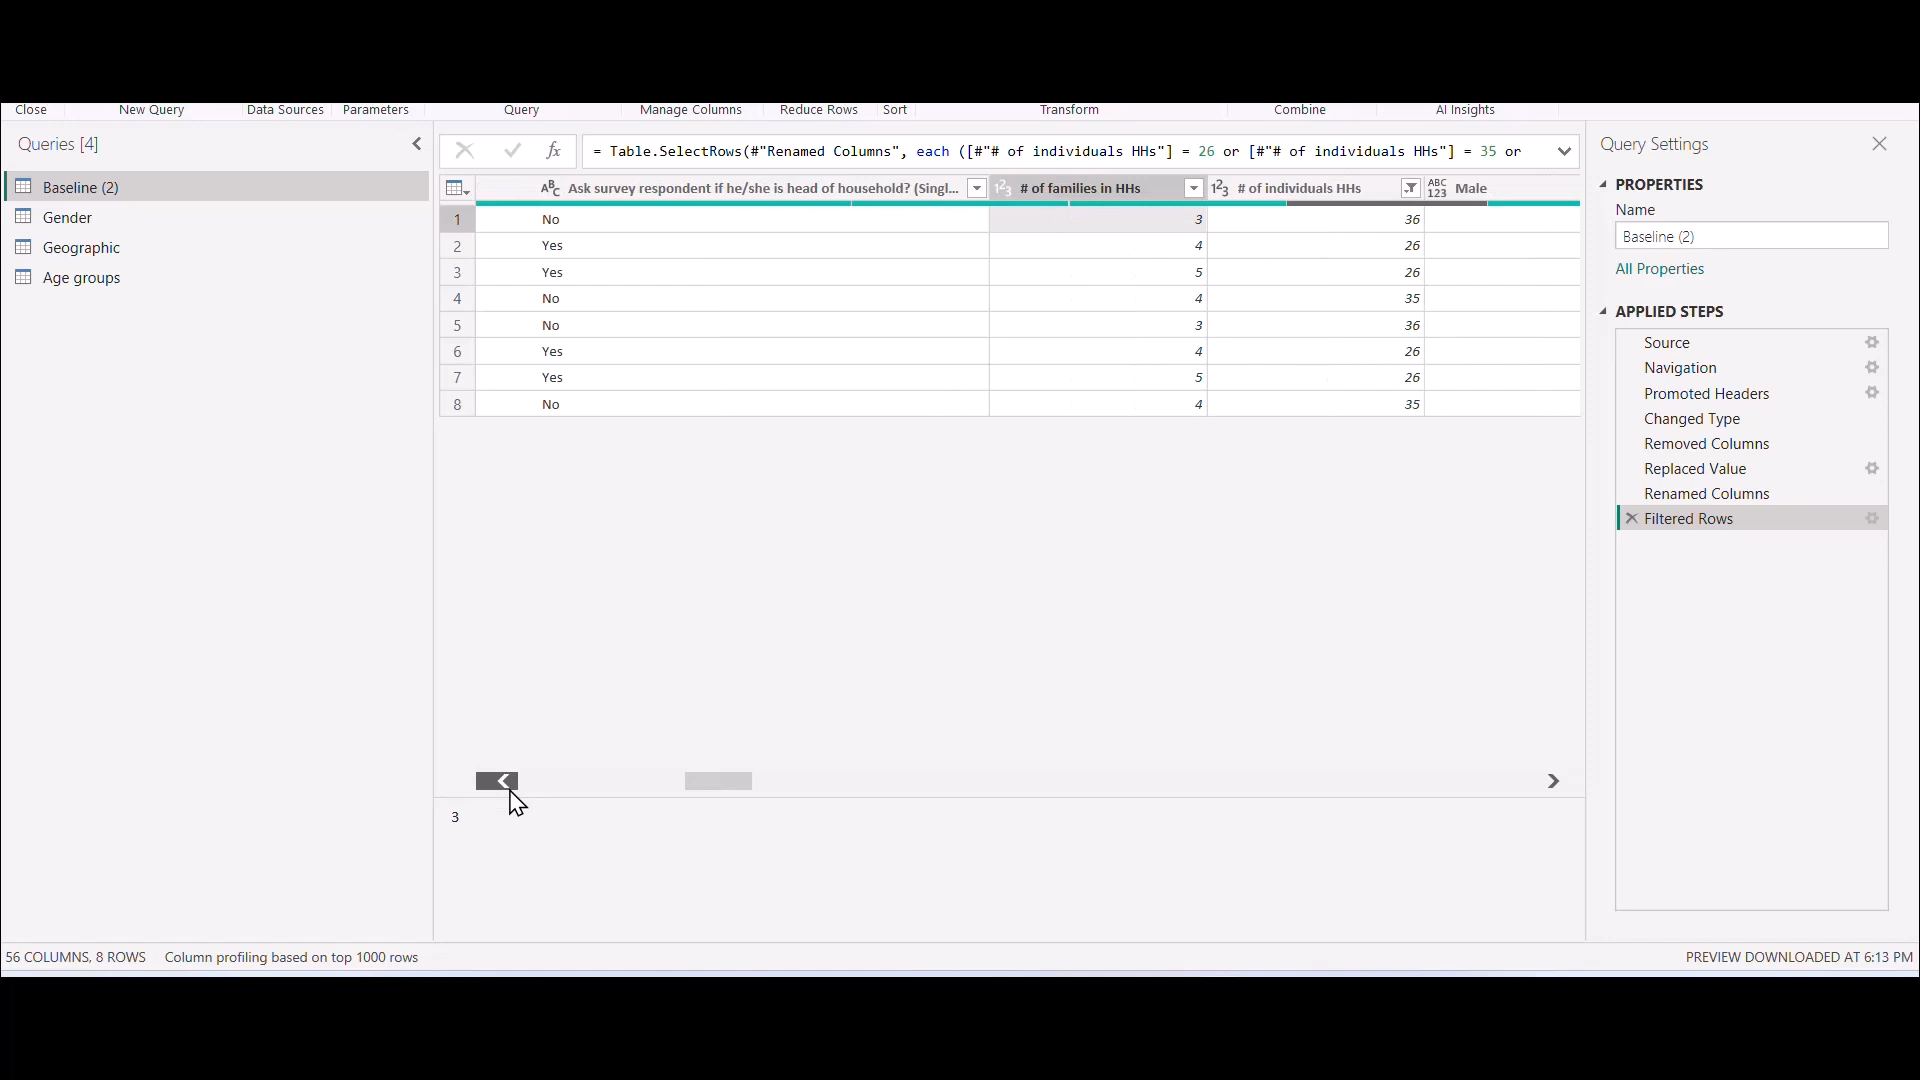 Close New Query Data Sources Parameters Query Manage Columns Reduce Rows Sort Transform Combine AI Insights
Queries [4]
Baseline (2)
Gender
Geographic
Age groups
fx = Table.SelectRows(#"Renamed Columns", each ([#"# of individuals HHs"] = 26 or [#"# of individuals HHs"] = 35 or
ABC Ask survey respondent if he/she is head of household? (Singl... 123 # of families in HHs 123 # of individuals HHs ABC 123 Male
1 No 3 36
2 Yes 4 26
3 Yes 5 26
4 No 4 35
5 No 3 36
6 Yes 4 26
7 Yes 5 26
8 No 4 35
3
Query Settings
PROPERTIES
Name
Baseline (2)
All Properties
APPLIED STEPS
Source
Navigation
Promoted Headers
Changed Type
Removed Columns
Replaced Value
Renamed Columns
Filtered Rows
56 COLUMNS, 8 ROWS Column profiling based on top 1000 rows PREVIEW DOWNLOADED AT 6:13 PM